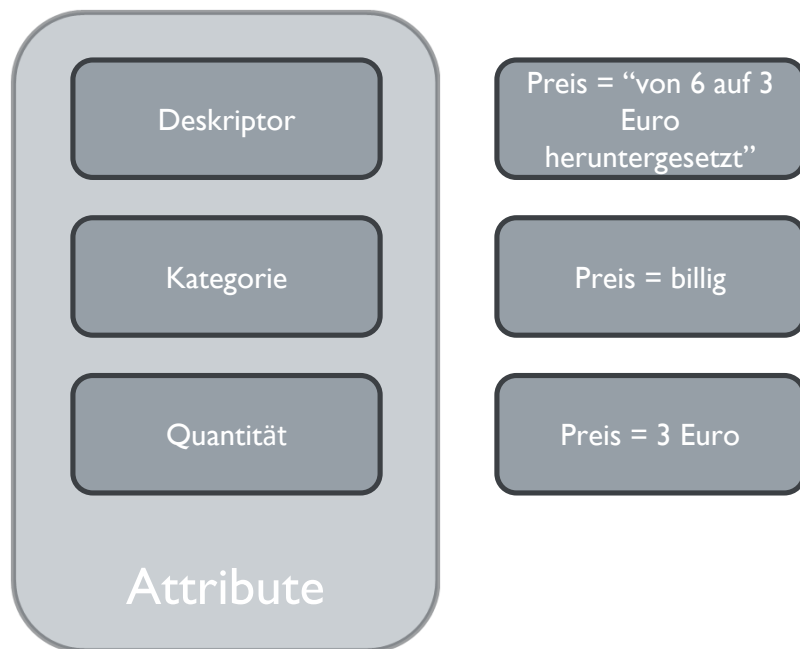 Deskriptor
Preis = “von 6 auf 3
Euro
heruntergesetzt”
Kategorie
Preis = billig
Quantität
Preis = 3 Euro
Attribute